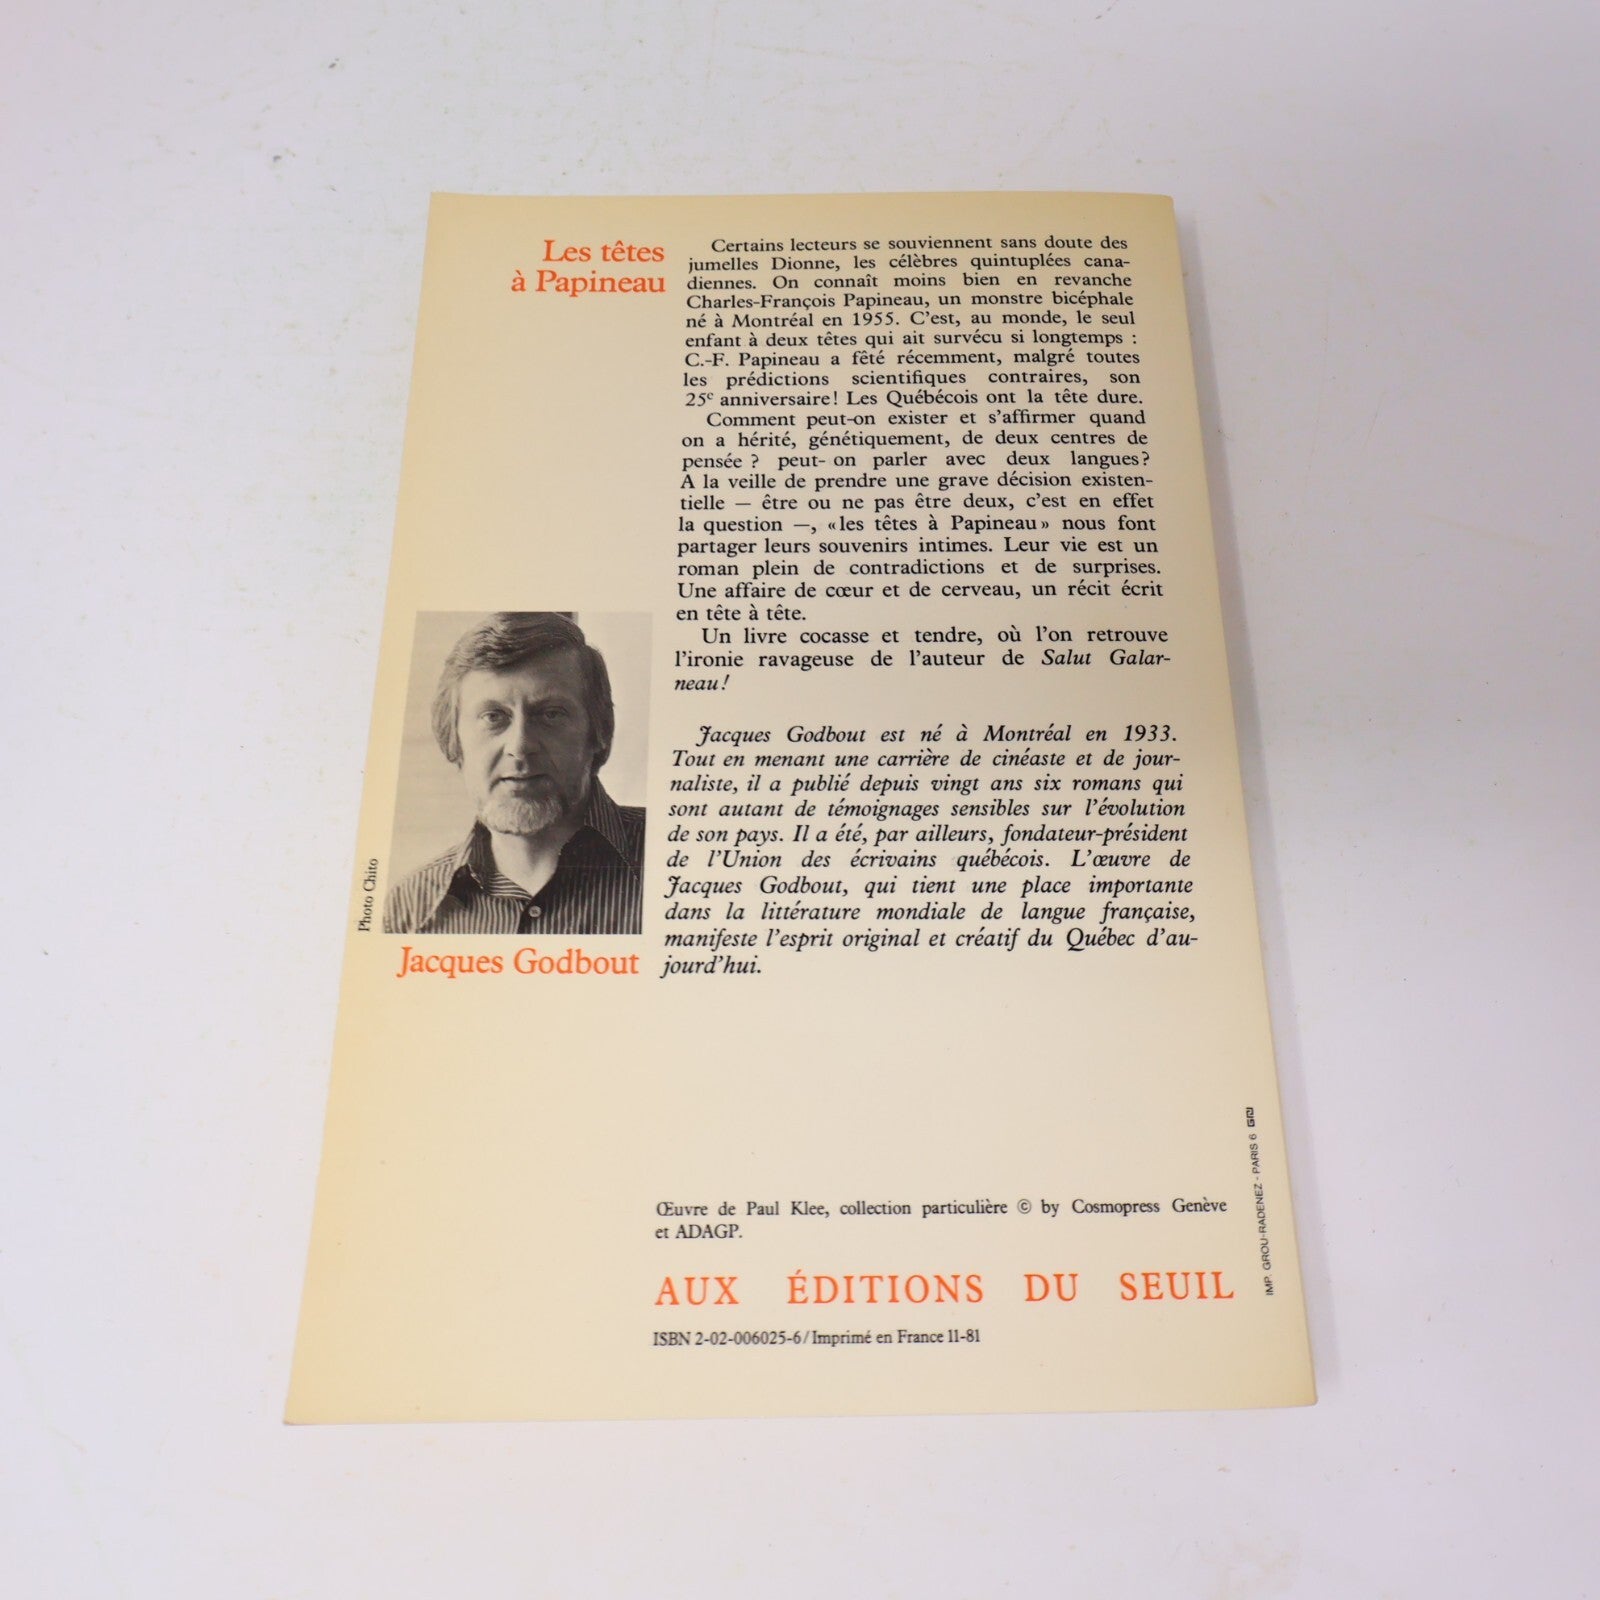 Les têtes
à Papineau
Certains lecteurs se souviennent sans doute des
jumelles Dionne, les célèbres quintuplées cana-
diennes. On connaît moins bien en revanche
Charles-François Papineau, un monstre bicéphale
né à Montréal en 1955. C'est, au monde, le seul
enfant à deux têtes qui ait survécu si longtemps :
C.-F. Papineau a fêté récemment, malgré toutes
les prédictions scientifiques contraires, son
25e anniversaire! Les Québécois ont la tête dure.
Comment peut-on exister et s'affirmer quand
on a hérité, génétiquement, de deux centres de
pensée ? peut- on parler avec deux langues?
A la veille de prendre une grave décision existen-
tielle — être ou ne pas être deux, c'est en effet
la question —, «les têtes à Papineau» nous font
partager leurs souvenirs intimes. Leur vie est un
roman plein de contradictions et de surprises.
Une affaire de cœur et de cerveau, un récit écrit
en tête à tête.
Un livre cocasse et tendre, où l'on retrouve
l'ironie ravageuse de l'auteur de Salut Galar-
neau!
Jacques Godbout est né à Montréal en 1933.
Tout en menant une carrière de cinéaste et de jour-
naliste, il a publié depuis vingt ans six romans qui
sont autant de témoignages sensibles sur l'évolution
de son pays. Il a été, par ailleurs, fondateur-président
de l'Union des écrivains québécois. L'œuvre de
Jacques Godbout, qui tient une place importante
dans la littérature mondiale de langue française,
manifeste l'esprit original et créatif du Québec d'au-
jourd'hui.
Photo Chito
Jacques Godbout
Œuvre de Paul Klee, collection particulière © by Cosmopress Genève
et ADAGP.
AUX ÉDITIONS DU SEUIL
ISBN 2-02-006025-6/Imprimé en France 11-81
IMP. GROU-RADENEZ - PARIS 6